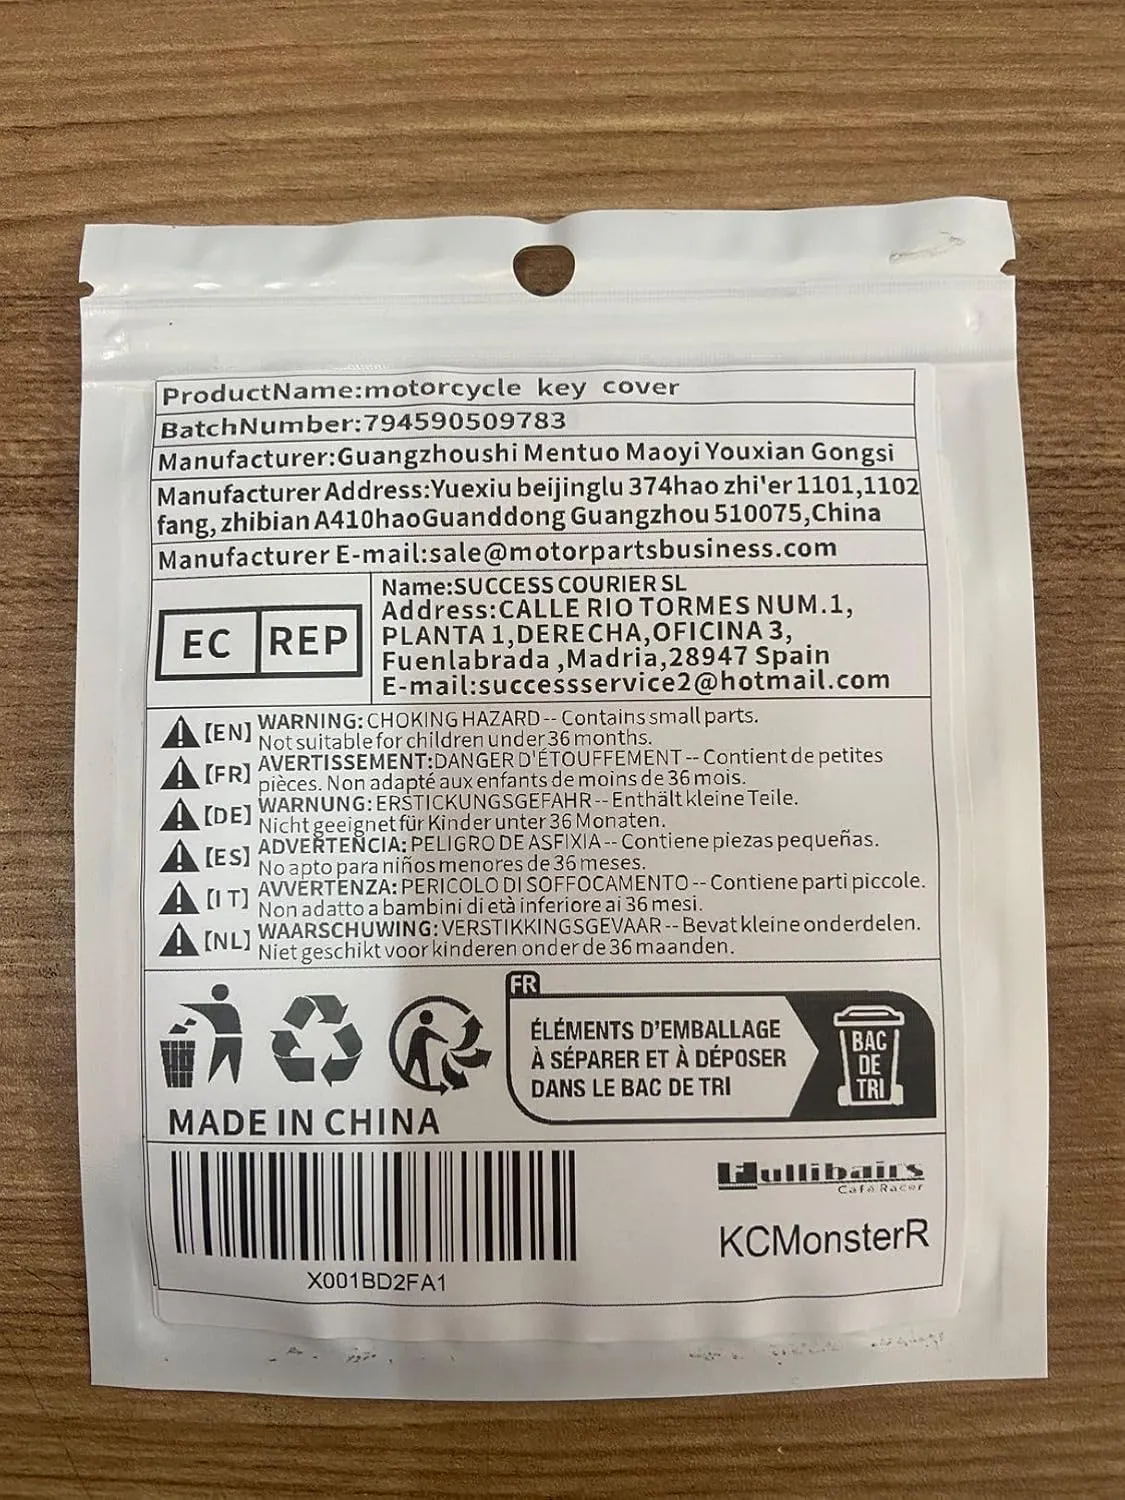 ProductName:motorcycle key cover
BatchNumber:794590509783
Manufacturer:Guangzhoushi Mentuo Maoyi Youxian Gongsi
Manufacturer Address:Yuexiu beijinglu 374hao zhi'er 1101,1102
fang, zhibian A410haoGuanddong Guangzhou 510075,China
Manufacturer E-mail:sale@motorpartsbusiness.com
EC REP
Name:SUCCESS COURIER SL
Address:CALLE RIO TORMES NUM.1,
PLANTA 1,DERECHA,OFICINA 3,
Fuenlabrada ,Madria,28947 Spain
E-mail:successservice2@hotmail.com
[EN] WARNING: CHOKING HAZARD -- Contains small parts.
Not suitable for children under 36 months.
[FR] AVERTISSEMENT:DANGER D'ÉTOUFFEMENT -- Contient de petites
pièces. Non adapté aux enfants de moins de 36 mois.
[DE] WARNUNG: ERSTICKUNGSGEFAHR -- Enthält kleine Teile.
Nicht geeignet für Kinder unter 36 Monaten.
[ES] ADVERTENCIA: PELIGRO DE ASFIXIA -- Contiene piezas pequeñas.
No apto para niños menores de 36 meses.
[IT] AVVERTENZA: PERICOLO DI SOFFOCAMENTO -- Contiene parti piccole.
Non adatto a bambini di età inferiore ai 36 mesi.
[NL] WAARSCHUWING: VERSTIKKINGSGEVAAR -- Bevat kleine onderdelen.
Niet geschikt voor kinderen onder de 36 maanden.
FR
ÉLÉMENTS D'EMBALLAGE
À SÉPARER ET À DÉPOSER
DANS LE BAC DE TRI
BAC
DE
TRI
MADE IN CHINA
Hullibair's
Café Racer
KCMonsterR
X001BD2FA1